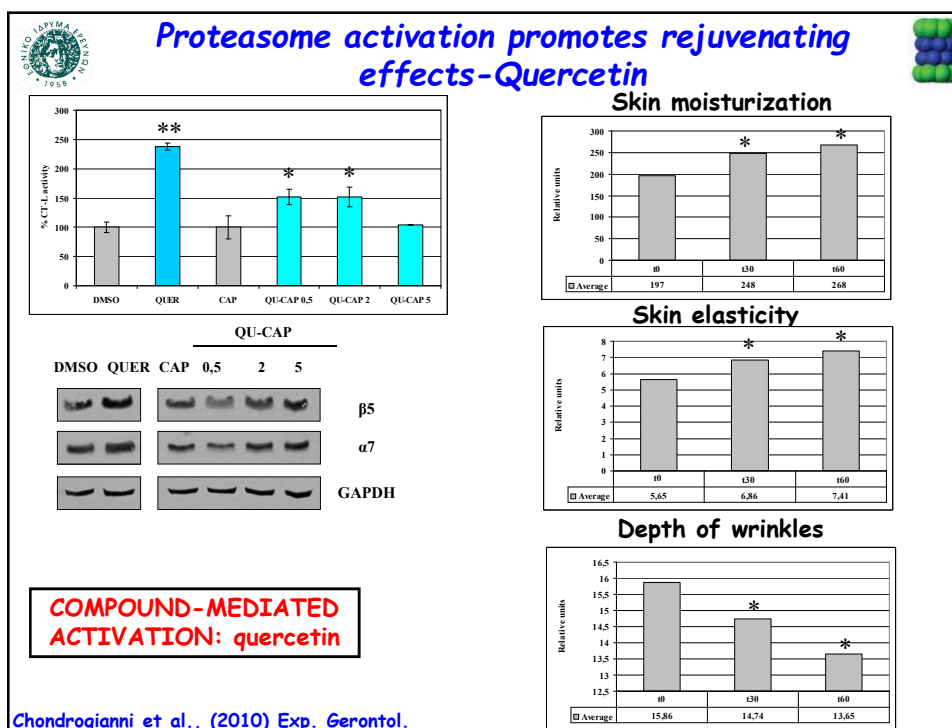 ΕΘΝΙΚΟ ΙΔΡΥΜΑ ΕΡΕΥΝΩΝ
• 1958 •
Proteasome activation promotes rejuvenating
effects-Quercetin
% CT-L activity
300
250
200
150
100
50
0
**
*
*
DMSO QUER CAP QU-CAP 0,5 QU-CAP 2 QU-CAP 5
QU-CAP
DMSO QUER CAP 0,5 2 5
β5
α7
GAPDH
COMPOUND-MEDIATED
ACTIVATION: quercetin
Chondrogianni et al., (2010) Exp. Gerontol.
Skin moisturization
Relative units
300
250
200
150
100
50
0
*
*
t0 t30 t60
Average 197 248 268
Skin elasticity
Relative units
8
7
6
5
4
3
2
1
0
*
*
t0 t30 t60
Average 5,65 6,86 7,41
Depth of wrinkles
Relative units
16,5
16
15,5
15
14,5
14
13,5
13
12,5
*
*
t0 t30 t60
Average 15,86 14,74 13,65